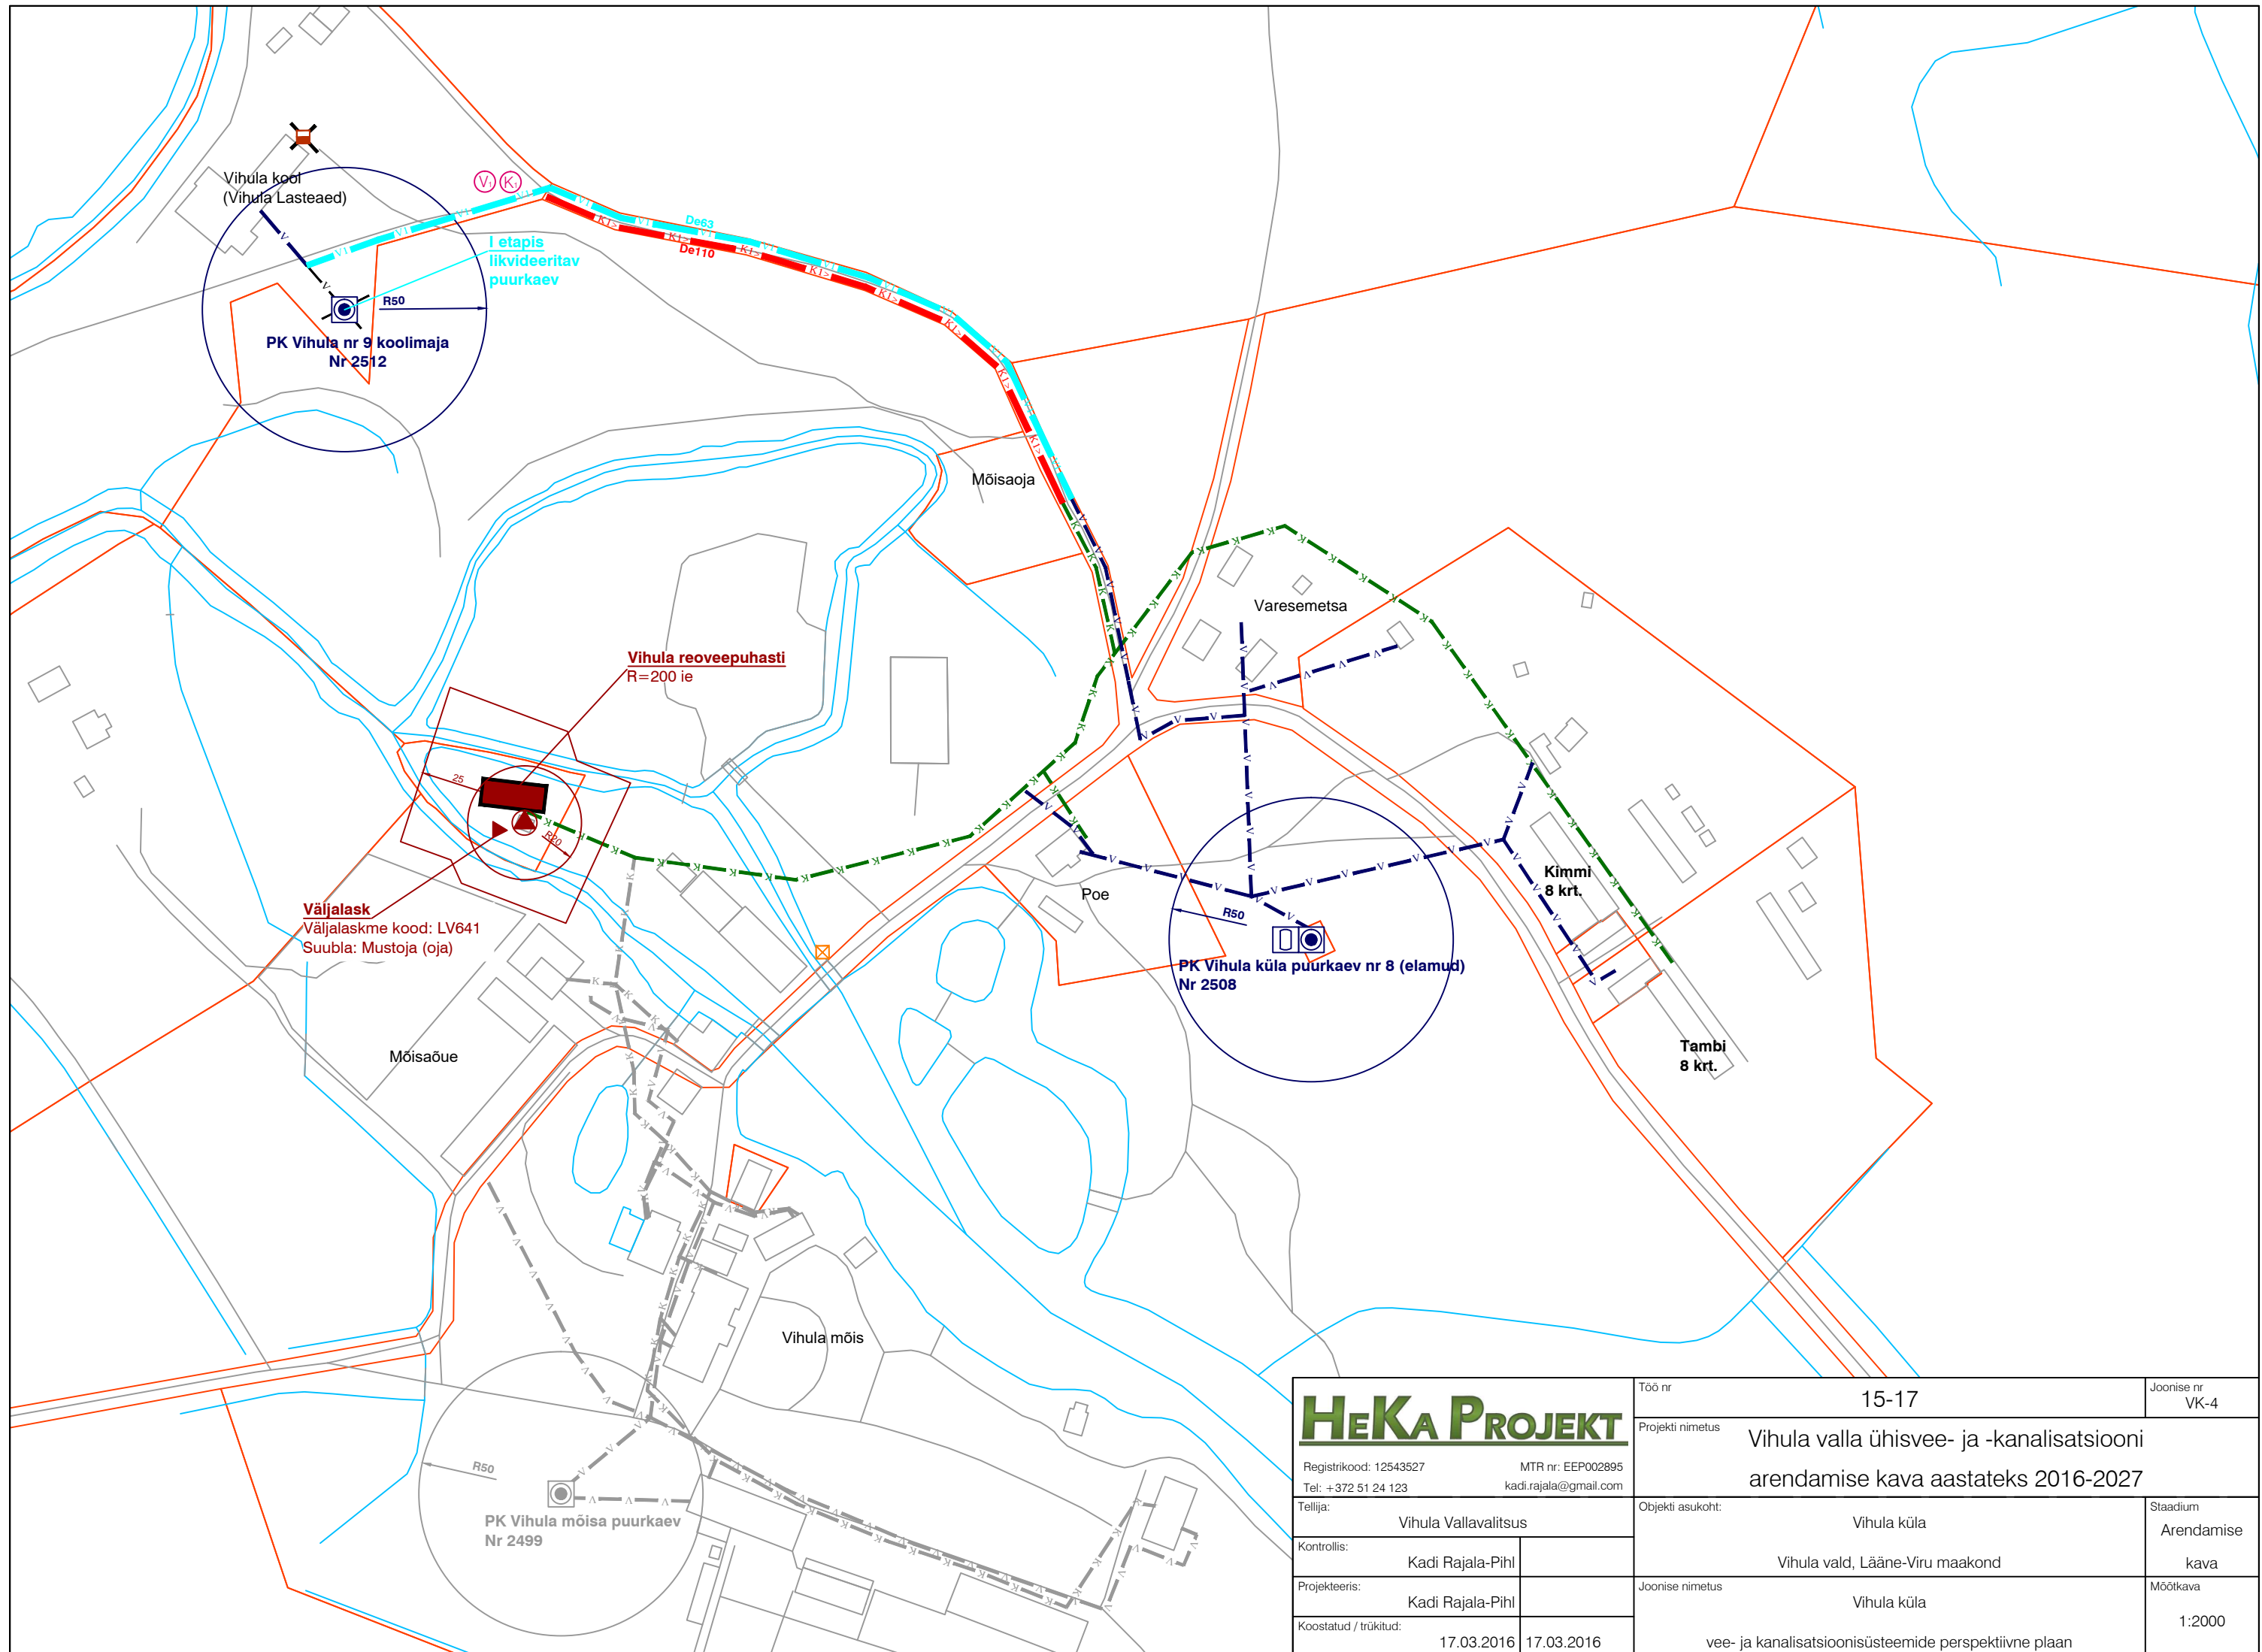 Vihula kool
(Vihula Lasteaed)
V1 K1
De63
De110
I etapis
likvideeritav
puurkaev
R50
PK Vihula nr 9 koolimaja
Nr 2512
Mõisaoja
Varesemetsa
Vihula reoveepuhasti
R=200 ie
25
R20
Väljalask
Väljalaskme kood: LV641
Suubla: Mustoja (oja)
Poe
Kimmi
8 krt.
R50
PK Vihula küla puurkaev nr 8 (elamud)
Nr 2508
Tambi
8 krt.
Mõisaõue
Vihula mõis
R50
PK Vihula mõisa puurkaev
Nr 2499
HEKA PROJEKT
Registrikood: 12543527 MTR nr: EEP002895
Tel: +372 51 24 123 kadi.rajala@gmail.com
Töö nr
15-17
Joonise nr
VK-4
Projekti nimetus
Vihula valla ühisvee- ja -kanalisatsiooni
arendamise kava aastateks 2016-2027
Tellija:
Vihula Vallavalitsus
Objekti asukoht:
Vihula küla
Vihula vald, Lääne-Viru maakond
Staadium
Arendamise
kava
Kontrollis:
Kadi Rajala-Pihl
Projekteeris:
Kadi Rajala-Pihl
Joonise nimetus
Vihula küla
vee- ja kanalisatsioonisüsteemide perspektiivne plaan
Mõõtkava
1:2000
Koostatud / trükitud:
17.03.2016 17.03.2016